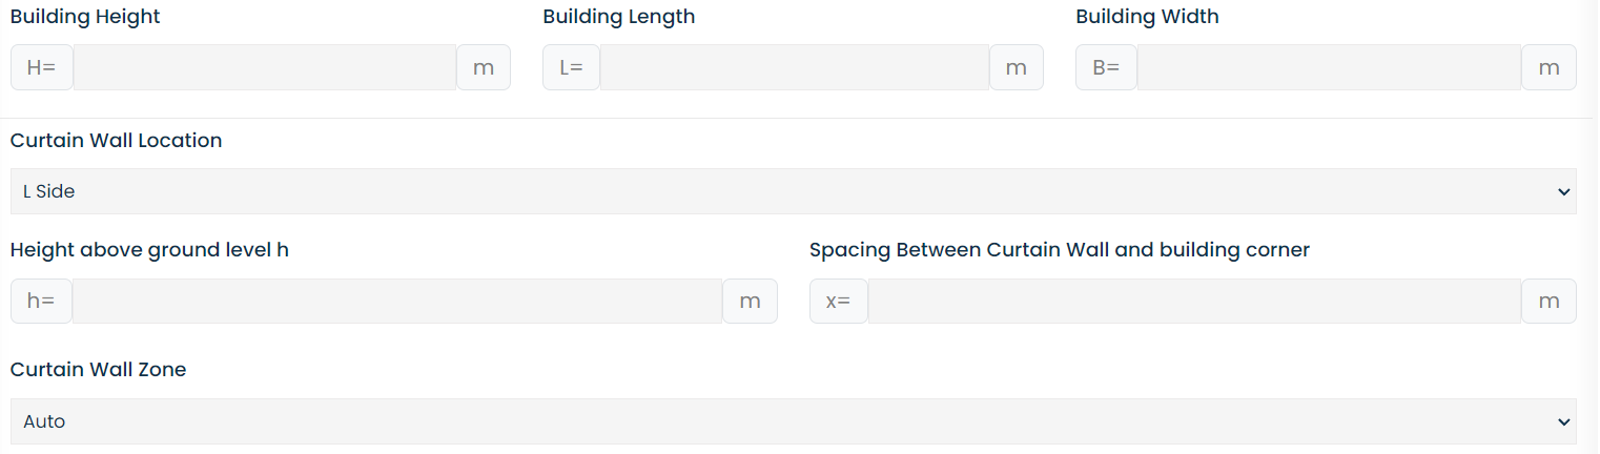 Building Height Building Length Building Width
H= m L= m B= m
Curtain Wall Location
L Side
Height above ground level h Spacing Between Curtain Wall and building corner
h= m x= m
Curtain Wall Zone
Auto